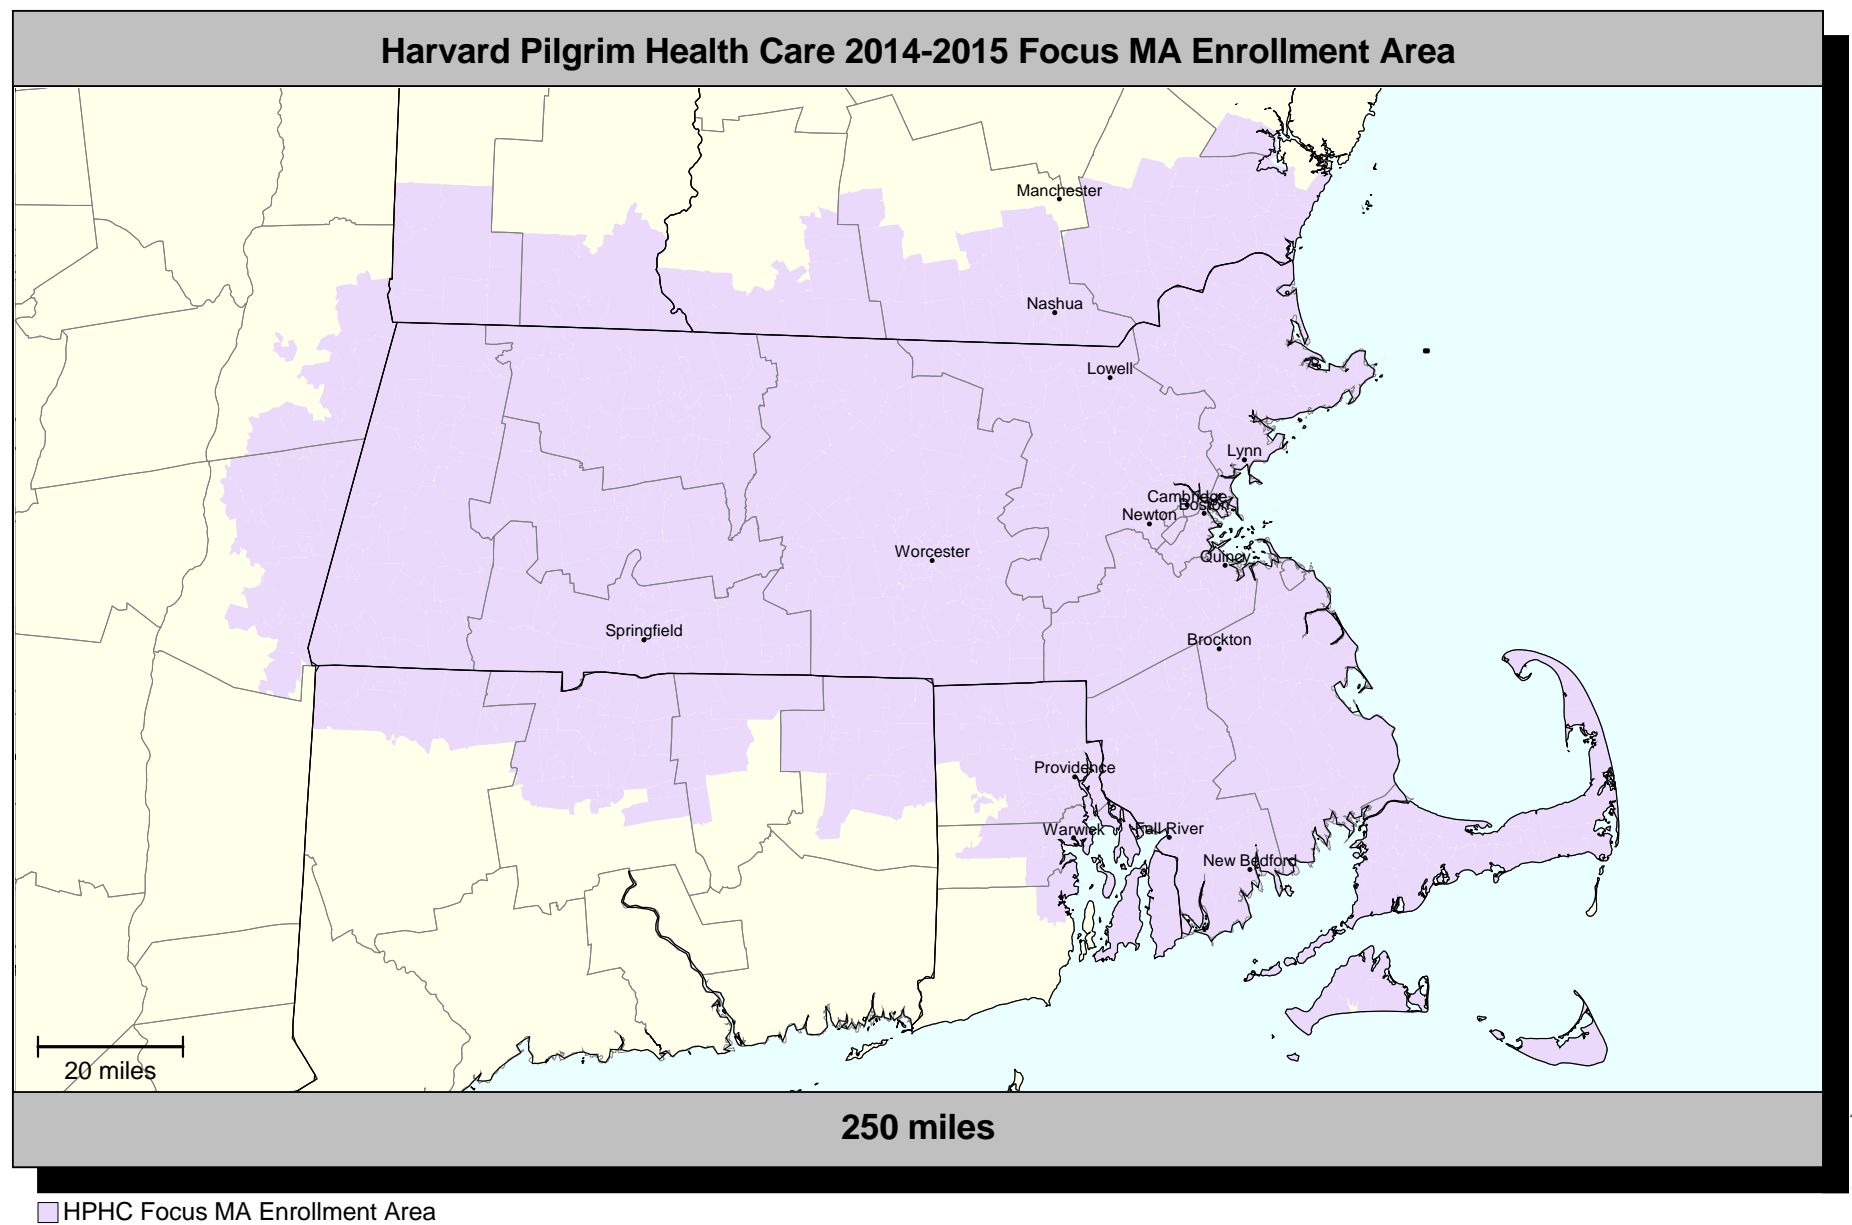 Harvard Pilgrim Health Care 2014-2015 Focus MA Enrollment Area
Manchester
Nashua
Lowell
Lynn
Cambridge
Boston
Newton
Worcester
Quincy
Springfield
Brockton
Providence
Warwick
Fall River
New Bedford
20 miles
250 miles
HPHC Focus MA Enrollment Area